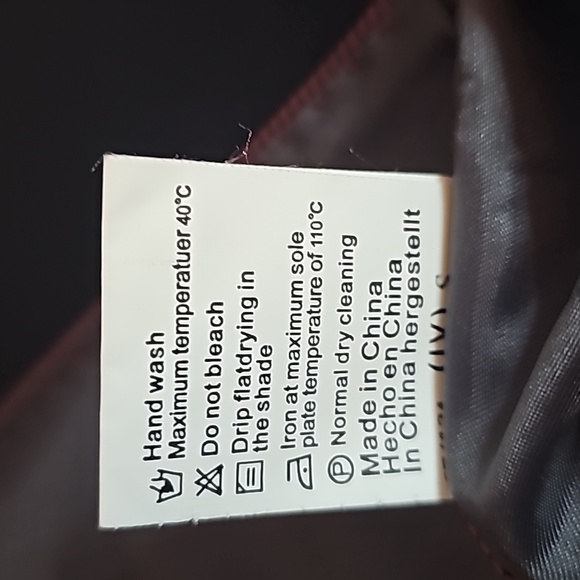 Hand wash
Maximum temperatuer 40°C
Do not bleach
Drip flatdrying in
the shade
Iron at maximum sole
plate temperature of 110°C
P Normal dry cleaning
Made in China
Hecho en China
In China hergestellt